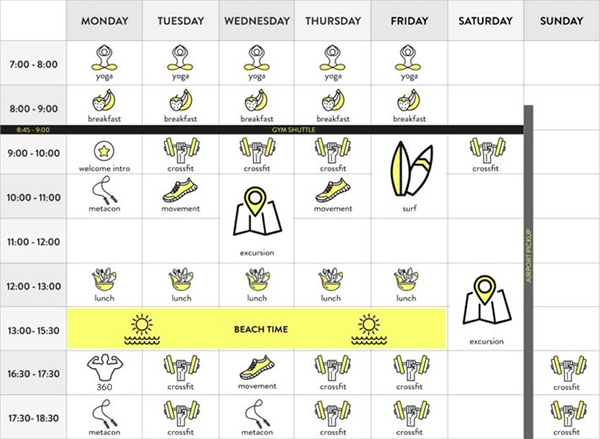 MONDAY TUESDAY WEDNESDAY THURSDAY FRIDAY SATURDAY SUNDAY
7:00 - 8:00 yoga yoga yoga yoga yoga
8:00 - 9:00 breakfast breakfast breakfast breakfast breakfast
8:45 - 9:00 GYM SHUTTLE
9:00 - 10:00 welcome intro crossfit crossfit crossfit crossfit
10:00 - 11:00 metacon movement movement surf
11:00 - 12:00 excursion
AIRPORT PICKUP
12:00 - 13:00 lunch lunch lunch lunch lunch
13:00 - 15:30 BEACH TIME excursion
16:30 - 17:30 360 crossfit movement crossfit crossfit crossfit
17:30 - 18:30 metacon crossfit metacon crossfit crossfit crossfit